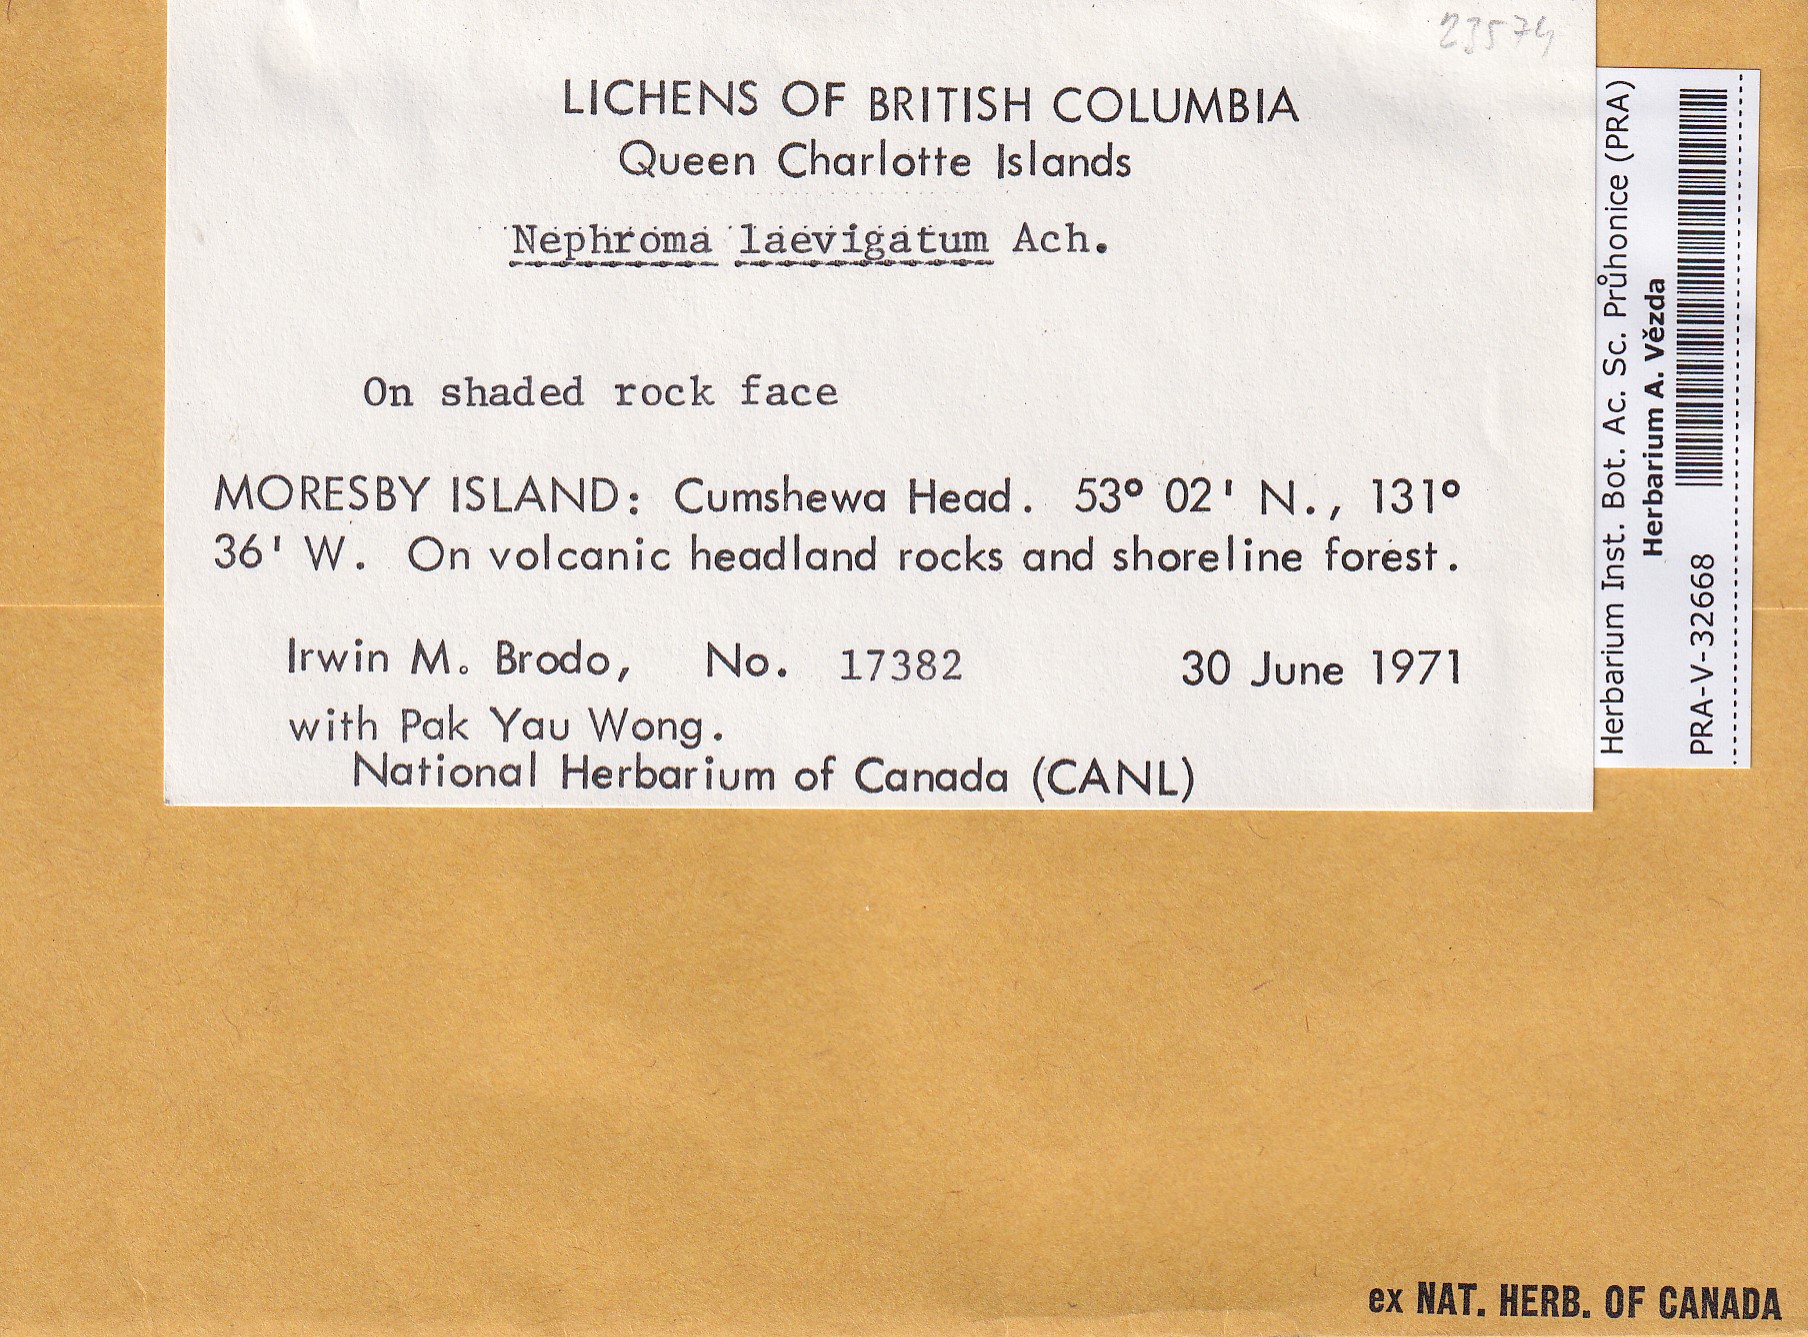 23574
LICHENS OF BRITISH COLUMBIA
Queen Charlotte Islands
Nephroma laevigatum Ach.
On shaded rock face
MORESBY ISLAND: Cumshewa Head. 53° 02' N., 131°
36' W. On volcanic headland rocks and shoreline forest.
Irwin M. Brodo, No. 17382 30 June 1971
with Pak Yau Wong.
National Herbarium of Canada (CANL)
Herbarium Inst. Bot. Ac. Sc. Průhonice (PRA)
Herbarium A. Vězda
PRA-V-32668
ex NAT. HERB. OF CANADA